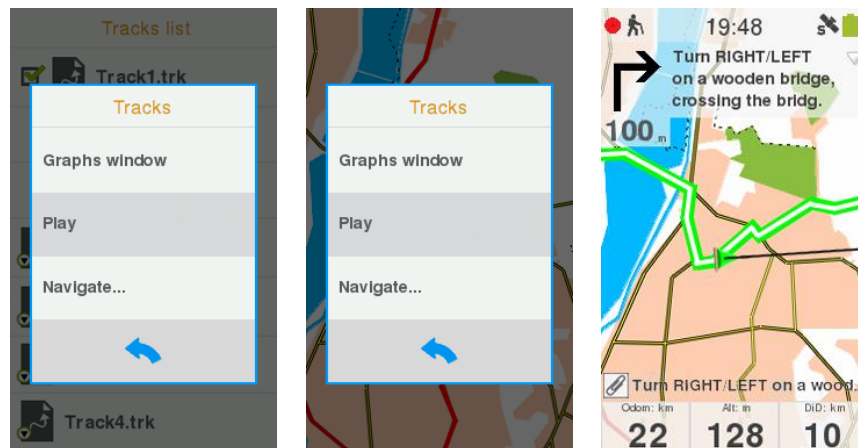 Tracks list
Track1.trk
Tracks
Graphs window
Play
Navigate...
Track4.trk
Tracks
Graphs window
Play
Navigate...
19:48
S
Turn RIGHT/LEFT
on a wooden bridge,
crossing the bridg.
100 m
Turn RIGHT/LEFT on a wood.
Odom: km
Alt: m
DiD: km
22
128
10